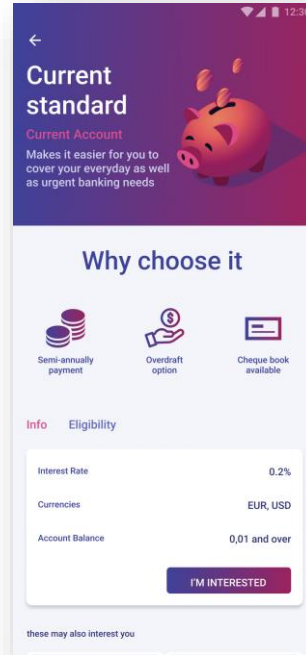 12:30
Current
standard
Current Account
Makes it easier for you to
cover your everyday as well
as urgent banking needs
Why choose it
Semi-annually
payment
Overdraft
option
Cheque book
available
Info Eligibility
Interest Rate 0.2%
Currencies EUR, USD
Account Balance 0,01 and over
I'M INTERESTED
these may also interest you